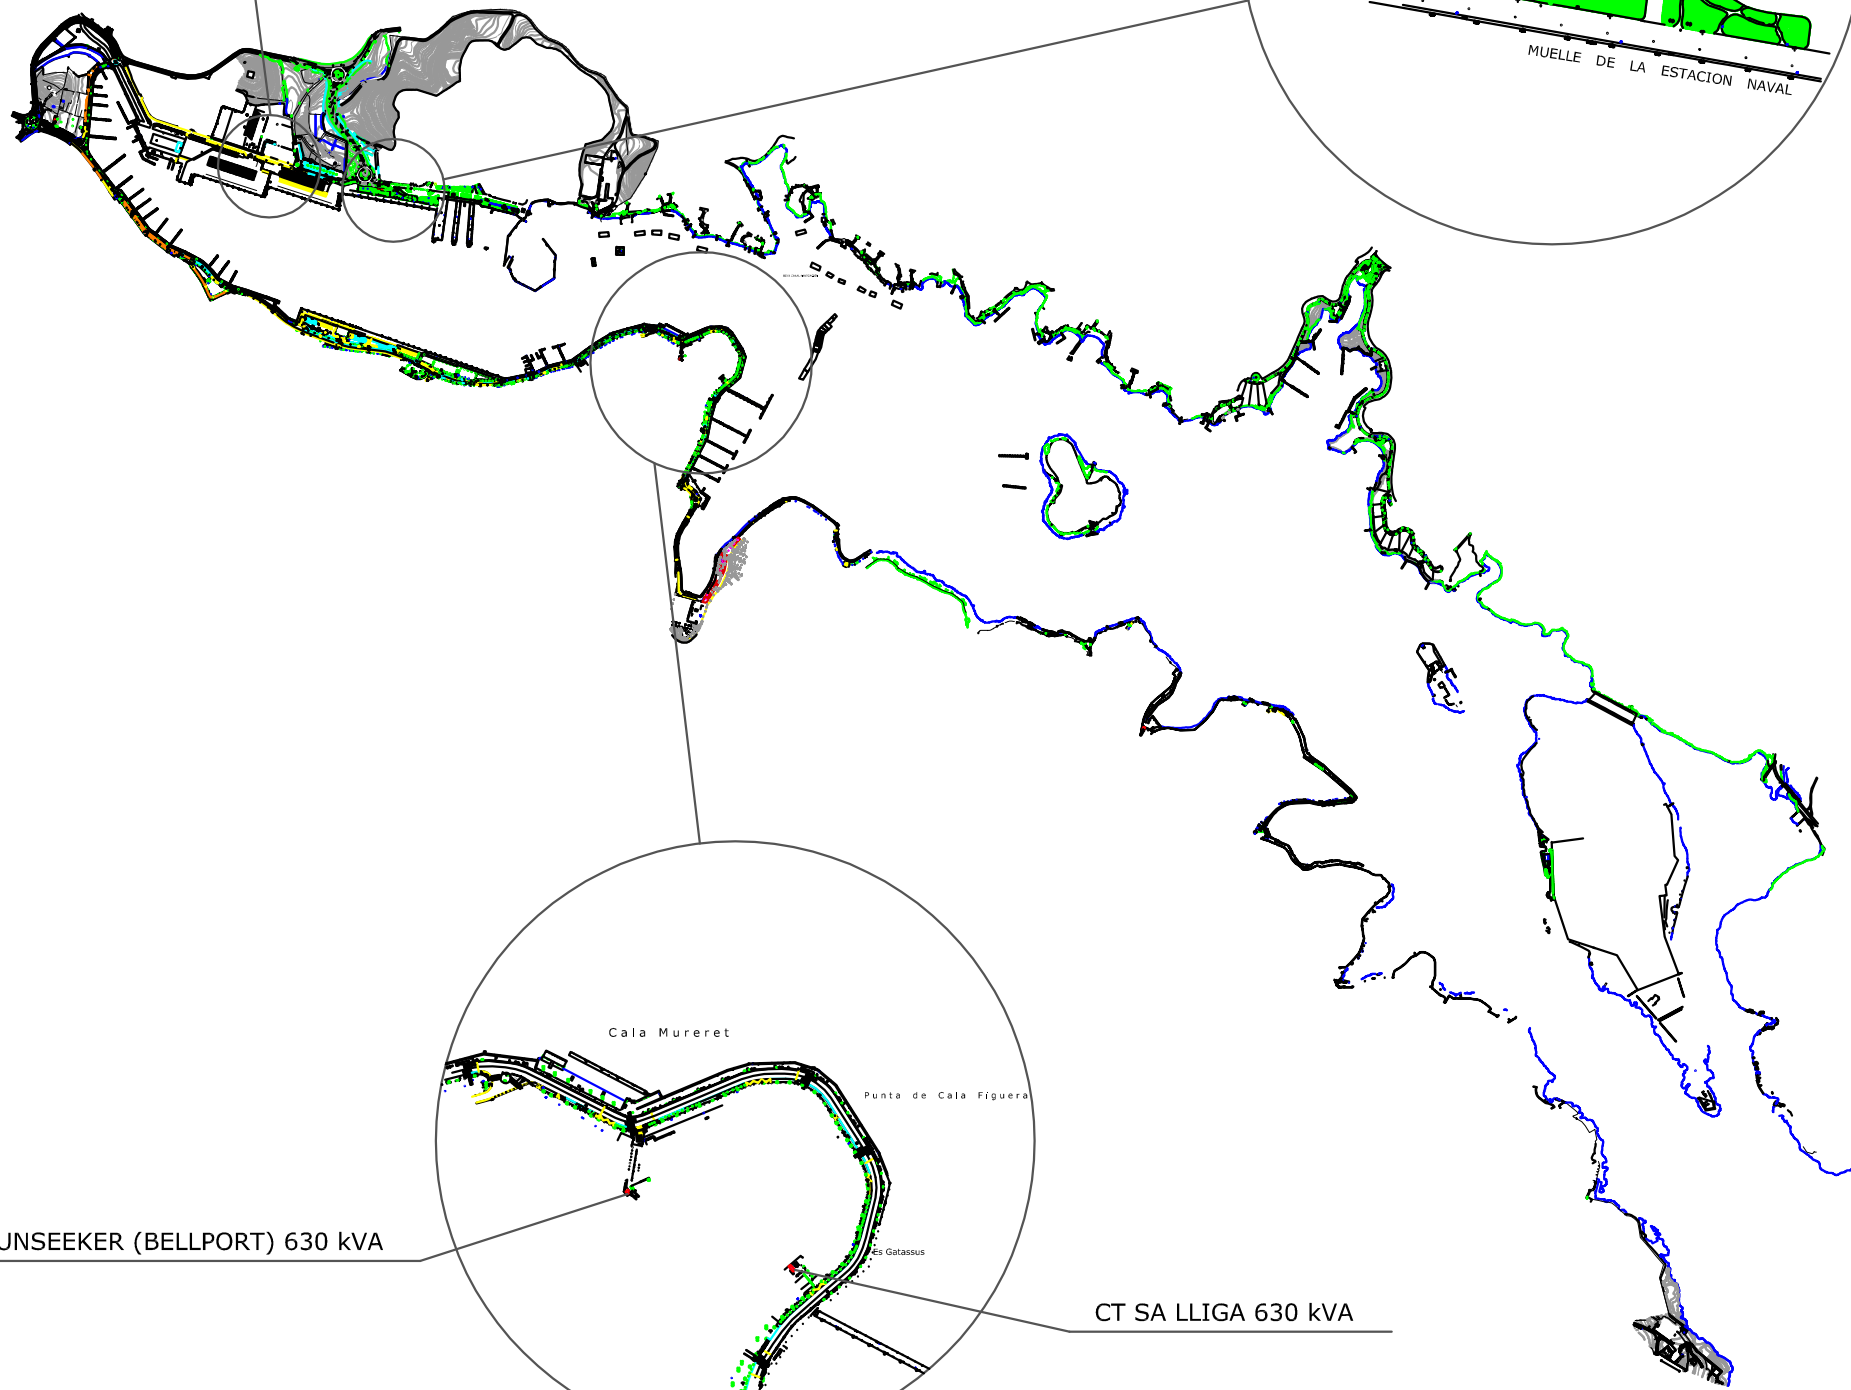 MUELLE DE LA ESTACION NAVAL
Cala Mureret
Punta de Cala Figuera
Es Gatassus
UNSEEKER (BELLPORT) 630 kVA
CT SA LLIGA 630 kVA